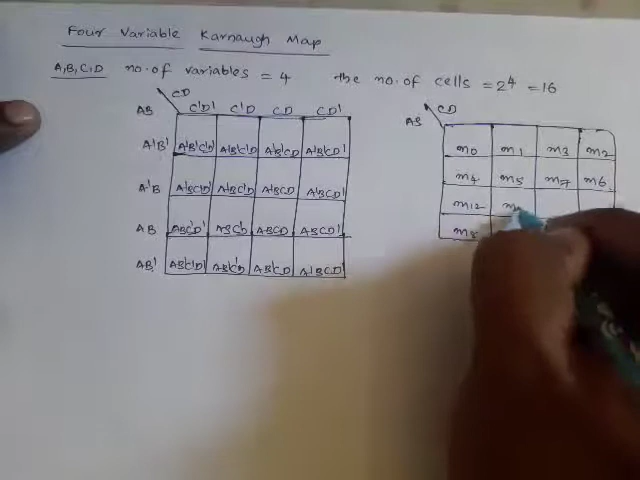 Four Variable Karnaugh Map
A,B,C,D no. of variables = 4 the no. of cells = 2⁴ = 16
CD
AB C'D' C'D CD CD'
A'B' A'B'C'D' A'B'C'D A'B'CD A'B'CD'
A'B A'BC'D' A'BC'D A'BCD A'BCD'
AB ABC'D' ABC'D ABCD ABCD'
AB' AB'C'D' AB'C'D AB'CD A'BCD'
CD
AB
m0 m1 m3 m2
m4 m5 m7 m6
m12 m
m8